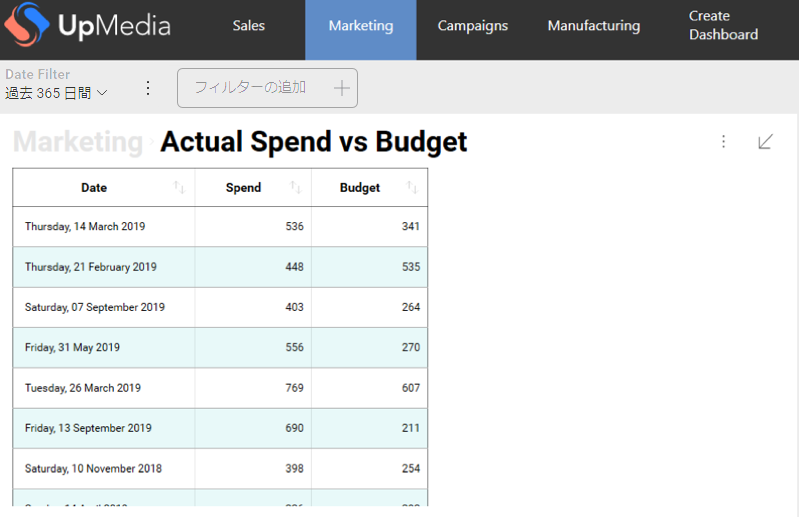 UpMedia
Sales
Marketing
Campaigns
Manufacturing
Create
Dashboard
Date Filter
過去 365 日間
フィルターの追加
Marketing Actual Spend vs Budget
Date Spend Budget
Thursday, 14 March 2019 536 341
Thursday, 21 February 2019 448 535
Saturday, 07 September 2019 403 264
Friday, 31 May 2019 556 270
Tuesday, 26 March 2019 769 607
Friday, 13 September 2019 690 211
Saturday, 10 November 2018 398 254